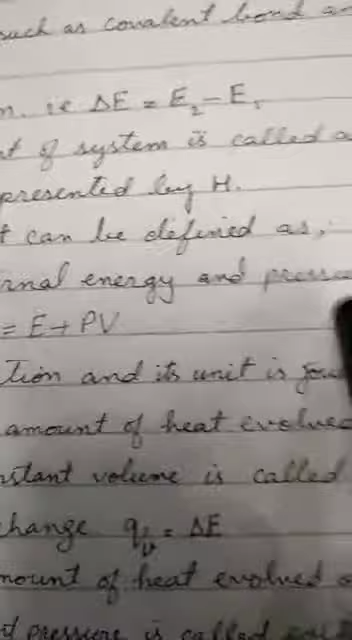 such as covalent bond
n. ie ΔE = E₂ – E₁
of system is called
presented by H.
t can be defined as,
rnal energy and pressu
= E + PV
tion and its unit is jou
amount of heat evolved
nstant volume is called
change qᵥ = ΔE
mount of heat evolved
t pressure is called